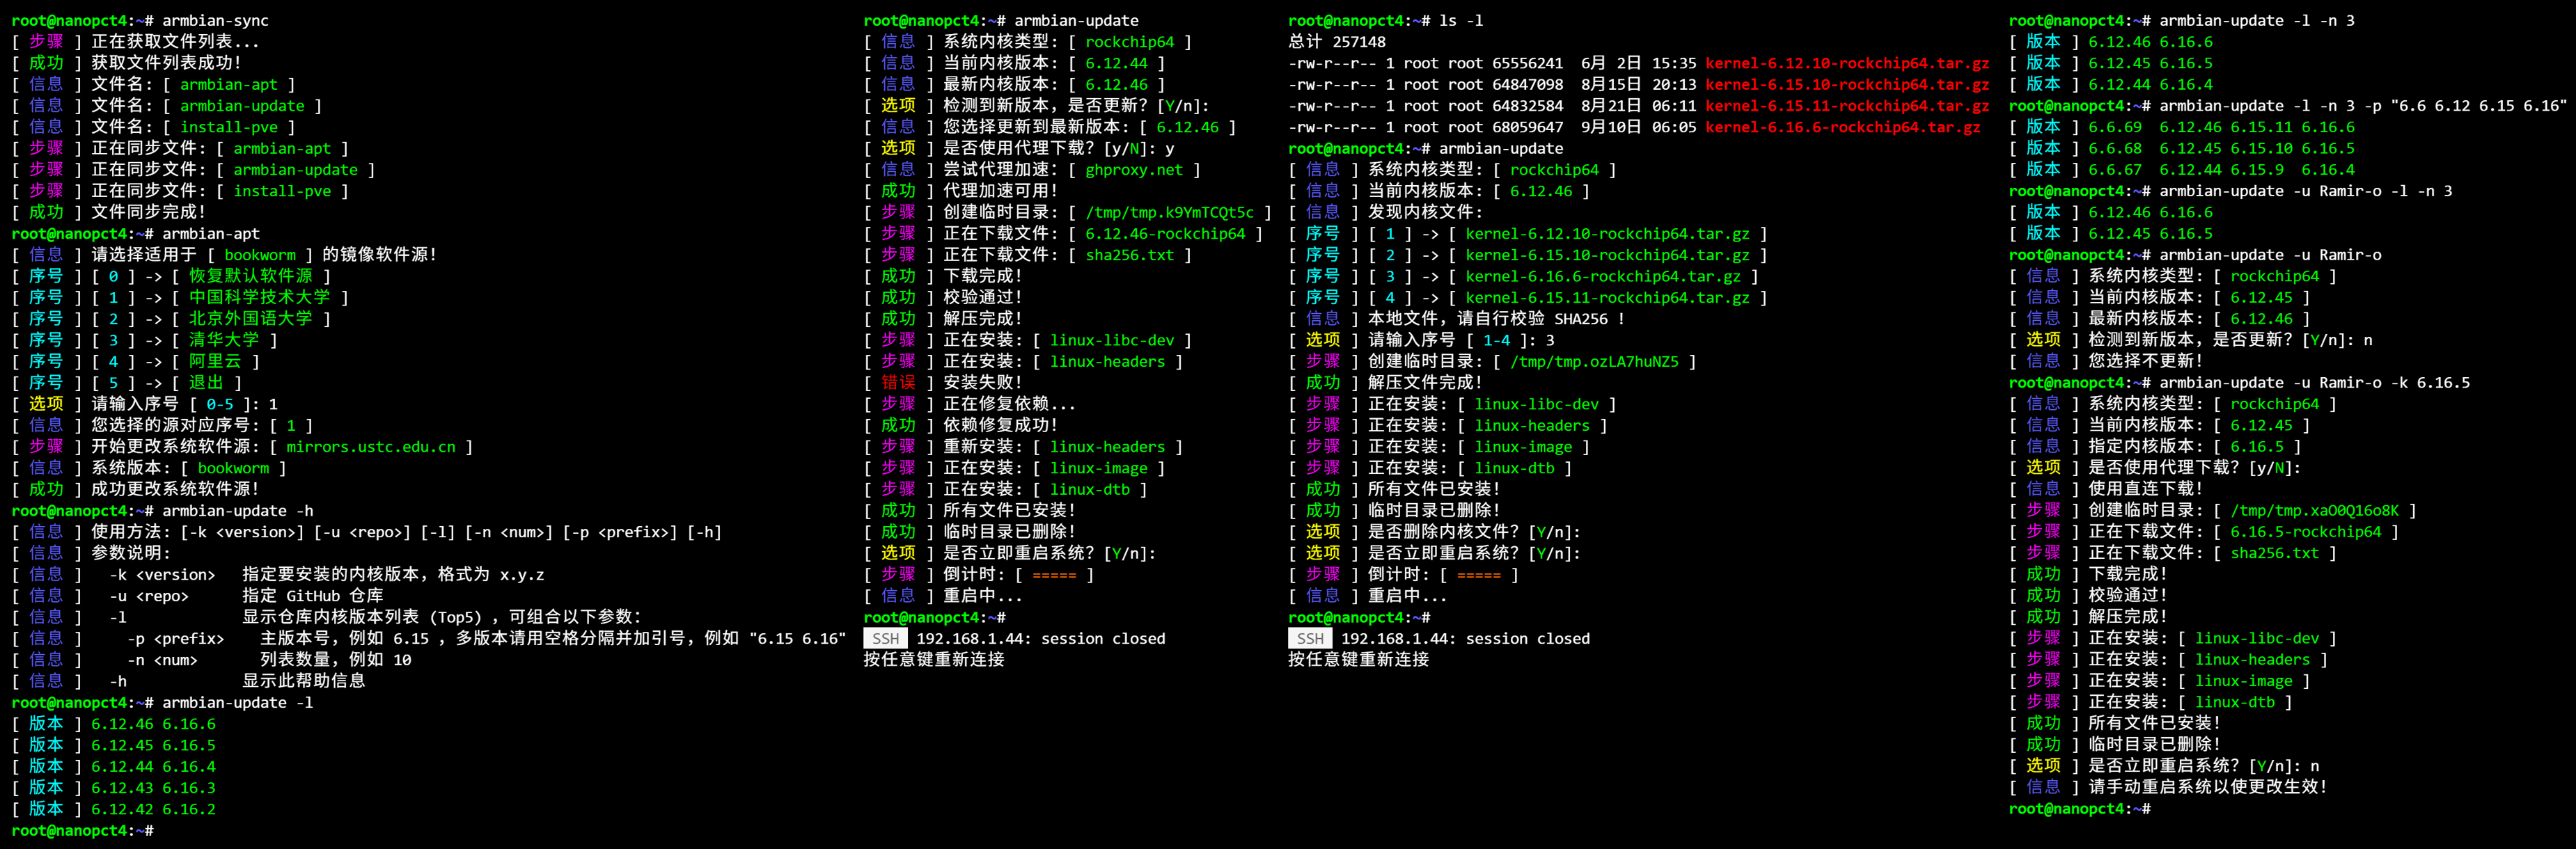 root@nanopct4:~# armbian-sync
[ 步骤 ] 正在获取文件列表...
[ 成功 ] 获取文件列表成功!
[ 信息 ] 文件名: [ armbian-apt ]
[ 信息 ] 文件名: [ armbian-update ]
[ 信息 ] 文件名: [ install-pve ]
[ 步骤 ] 正在同步文件: [ armbian-apt ]
[ 步骤 ] 正在同步文件: [ armbian-update ]
[ 步骤 ] 正在同步文件: [ install-pve ]
[ 成功 ] 文件同步完成!
root@nanopct4:~# armbian-apt
[ 信息 ] 请选择适用于 [ bookworm ] 的镜像软件源!
[ 序号 ] [ 0 ] -> [ 恢复默认软件源 ]
[ 序号 ] [ 1 ] -> [ 中国科学技术大学 ]
[ 序号 ] [ 2 ] -> [ 北京外国语大学 ]
[ 序号 ] [ 3 ] -> [ 清华大学 ]
[ 序号 ] [ 4 ] -> [ 阿里云 ]
[ 序号 ] [ 5 ] -> [ 退出 ]
[ 选项 ] 请输入序号 [ 0-5 ]: 1
[ 信息 ] 您选择的源对应序号: [ 1 ]
[ 步骤 ] 开始更改系统软件源: [ mirrors.ustc.edu.cn ]
[ 信息 ] 系统版本: [ bookworm ]
[ 成功 ] 成功更改系统软件源!
root@nanopct4:~# armbian-update -h
[ 信息 ] 使用方法: [-k <version>] [-u <repo>] [-l] [-n <num>] [-p <prefix>] [-h]
[ 信息 ] 参数说明:
[ 信息 ]   -k <version>   指定要安装的内核版本，格式为 x.y.z
[ 信息 ]   -u <repo>      指定 GitHub 仓库
[ 信息 ]   -l             显示仓库内核版本列表 (Top5) ，可组合以下参数:
[ 信息 ]     -p <prefix>    主版本号，例如 6.15 ，多版本请用空格分隔并加引号，例如 "6.15 6.16"
[ 信息 ]     -n <num>       列表数量，例如 10
[ 信息 ]   -h             显示此帮助信息
root@nanopct4:~# armbian-update -l
[ 版本 ] 6.12.46 6.16.6
[ 版本 ] 6.12.45 6.16.5
[ 版本 ] 6.12.44 6.16.4
[ 版本 ] 6.12.43 6.16.3
[ 版本 ] 6.12.42 6.16.2
root@nanopct4:~#
root@nanopct4:~# armbian-update
[ 信息 ] 系统内核类型: [ rockchip64 ]
[ 信息 ] 当前内核版本: [ 6.12.44 ]
[ 信息 ] 最新内核版本: [ 6.12.46 ]
[ 选项 ] 检测到新版本，是否更新？[Y/n]:
[ 信息 ] 您选择更新到最新版本: [ 6.12.46 ]
[ 选项 ] 是否使用代理下载？[y/N]: y
[ 信息 ] 尝试代理加速: [ ghproxy.net ]
[ 成功 ] 代理加速可用!
[ 步骤 ] 创建临时目录: [ /tmp/tmp.k9YmTCQt5c ]
[ 步骤 ] 正在下载文件: [ 6.12.46-rockchip64 ]
[ 步骤 ] 正在下载文件: [ sha256.txt ]
[ 成功 ] 下载完成!
[ 成功 ] 校验通过!
[ 成功 ] 解压完成!
[ 步骤 ] 正在安装: [ linux-libc-dev ]
[ 步骤 ] 正在安装: [ linux-headers ]
[ 错误 ] 安装失败!
[ 步骤 ] 正在修复依赖...
[ 成功 ] 依赖修复成功!
[ 步骤 ] 重新安装: [ linux-headers ]
[ 步骤 ] 正在安装: [ linux-image ]
[ 步骤 ] 正在安装: [ linux-dtb ]
[ 成功 ] 所有文件已安装!
[ 成功 ] 临时目录已删除!
[ 选项 ] 是否立即重启系统？[Y/n]:
[ 步骤 ] 倒计时: [ ===== ]
[ 信息 ] 重启中...
root@nanopct4:~#
SSH 192.168.1.44: session closed
按任意键重新连接
root@nanopct4:~# ls -l
总计 257148
-rw-r--r-- 1 root root 65556241  6月 2日 15:35 kernel-6.12.10-rockchip64.tar.gz
-rw-r--r-- 1 root root 64847098  8月15日 20:13 kernel-6.15.10-rockchip64.tar.gz
-rw-r--r-- 1 root root 64832584  8月21日 06:11 kernel-6.15.11-rockchip64.tar.gz
-rw-r--r-- 1 root root 68059647  9月10日 06:05 kernel-6.16.6-rockchip64.tar.gz
root@nanopct4:~# armbian-update
[ 信息 ] 系统内核类型: [ rockchip64 ]
[ 信息 ] 当前内核版本: [ 6.12.46 ]
[ 信息 ] 发现内核文件:
[ 序号 ] [ 1 ] -> [ kernel-6.12.10-rockchip64.tar.gz ]
[ 序号 ] [ 2 ] -> [ kernel-6.15.10-rockchip64.tar.gz ]
[ 序号 ] [ 3 ] -> [ kernel-6.16.6-rockchip64.tar.gz ]
[ 序号 ] [ 4 ] -> [ kernel-6.15.11-rockchip64.tar.gz ]
[ 信息 ] 本地文件，请自行校验 SHA256 !
[ 选项 ] 请输入序号 [ 1-4 ]: 3
[ 步骤 ] 创建临时目录: [ /tmp/tmp.ozLA7huNZ5 ]
[ 成功 ] 解压文件完成!
[ 步骤 ] 正在安装: [ linux-libc-dev ]
[ 步骤 ] 正在安装: [ linux-headers ]
[ 步骤 ] 正在安装: [ linux-image ]
[ 步骤 ] 正在安装: [ linux-dtb ]
[ 成功 ] 所有文件已安装!
[ 成功 ] 临时目录已删除!
[ 选项 ] 是否删除内核文件？[Y/n]:
[ 选项 ] 是否立即重启系统？[Y/n]:
[ 步骤 ] 倒计时: [ ===== ]
[ 信息 ] 重启中...
root@nanopct4:~#
SSH 192.168.1.44: session closed
按任意键重新连接
root@nanopct4:~# armbian-update -l -n 3
[ 版本 ] 6.12.46 6.16.6
[ 版本 ] 6.12.45 6.16.5
[ 版本 ] 6.12.44 6.16.4
root@nanopct4:~# armbian-update -l -n 3 -p "6.6 6.12 6.15 6.16"
[ 版本 ] 6.6.69  6.12.46 6.15.11 6.16.6
[ 版本 ] 6.6.68  6.12.45 6.15.10 6.16.5
[ 版本 ] 6.6.67  6.12.44 6.15.9  6.16.4
root@nanopct4:~# armbian-update -u Ramir-o -l -n 3
[ 版本 ] 6.12.46 6.16.6
[ 版本 ] 6.12.45 6.16.5
root@nanopct4:~# armbian-update -u Ramir-o
[ 信息 ] 系统内核类型: [ rockchip64 ]
[ 信息 ] 当前内核版本: [ 6.12.45 ]
[ 信息 ] 最新内核版本: [ 6.12.46 ]
[ 选项 ] 检测到新版本，是否更新？[Y/n]: n
[ 信息 ] 您选择不更新!
root@nanopct4:~# armbian-update -u Ramir-o -k 6.16.5
[ 信息 ] 系统内核类型: [ rockchip64 ]
[ 信息 ] 当前内核版本: [ 6.12.45 ]
[ 信息 ] 指定内核版本: [ 6.16.5 ]
[ 选项 ] 是否使用代理下载？[y/N]:
[ 信息 ] 使用直连下载!
[ 步骤 ] 创建临时目录: [ /tmp/tmp.xaO0Q16o8K ]
[ 步骤 ] 正在下载文件: [ 6.16.5-rockchip64 ]
[ 步骤 ] 正在下载文件: [ sha256.txt ]
[ 成功 ] 下载完成!
[ 成功 ] 校验通过!
[ 成功 ] 解压完成!
[ 步骤 ] 正在安装: [ linux-libc-dev ]
[ 步骤 ] 正在安装: [ linux-headers ]
[ 步骤 ] 正在安装: [ linux-image ]
[ 步骤 ] 正在安装: [ linux-dtb ]
[ 成功 ] 所有文件已安装!
[ 成功 ] 临时目录已删除!
[ 选项 ] 是否立即重启系统？[Y/n]: n
[ 信息 ] 请手动重启系统以使更改生效!
root@nanopct4:~#